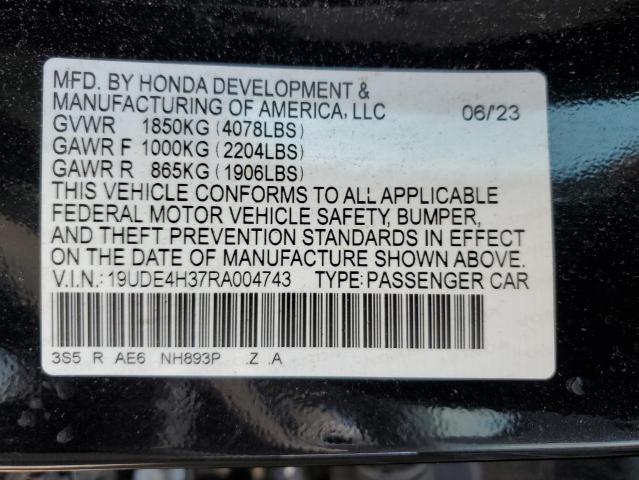 MFD. BY HONDA DEVELOPMENT &
MANUFACTURING OF AMERICA, LLC 06/'23
GVWR 1850KG (4078LBS)
GAWR F 1000KG (2204LBS)
GAWR R 865KG (1906LBS)
THIS VEHICLE CONFORMS TO ALL APPLICABLE
FEDERAL MOTOR VEHICLE SAFETY, BUMPER,
AND THEFT PREVENTION STANDARDS IN EFFECT
ON THE DATE OF MANUFACTURE SHOWN ABOVE.
V.I.N.: 19UDE4H37RA004743 TYPE: PASSENGER CAR
3S5 R AE6 NH893P .Z .A